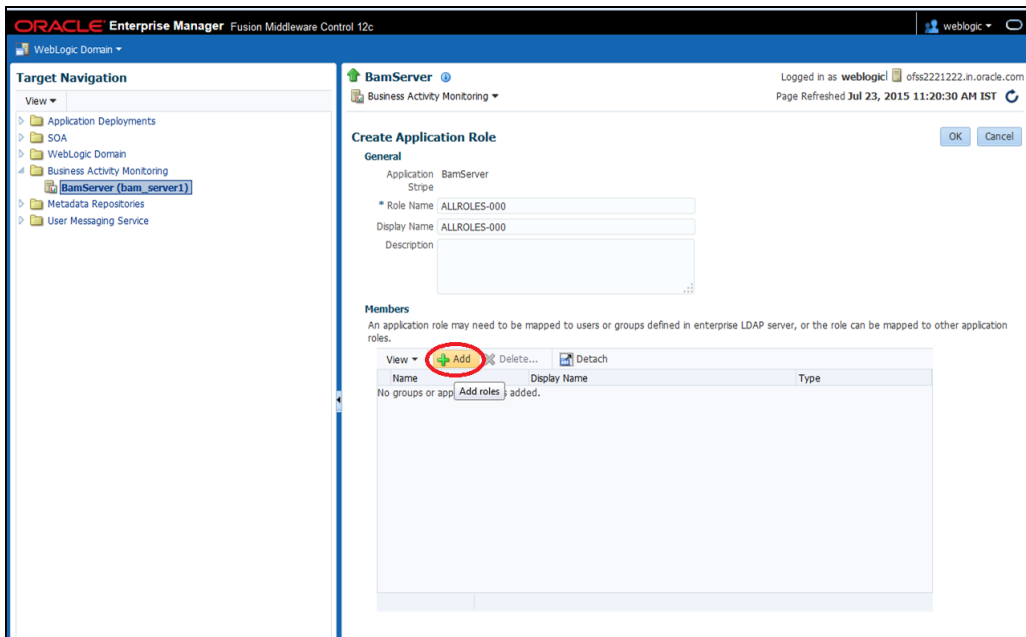 ORACLE Enterprise Manager Fusion Middleware Control 12c
weblogic
WebLogic Domain
Target Navigation
View
Application Deployments
SOA
WebLogic Domain
Business Activity Monitoring
BamServer (bam_server1)
Metadata Repositories
User Messaging Service
BamServer
Logged in as weblogic
ofss2221222.in.oracle.com
Business Activity Monitoring
Page Refreshed Jul 23, 2015 11:20:30 AM IST
Create Application Role
OK
Cancel
General
Application Stripe BamServer
* Role Name ALLROLES-000
Display Name ALLROLES-000
Description
Members
An application role may need to be mapped to users or groups defined in enterprise LDAP server, or the role can be mapped to other application
roles.
View
Add
Delete...
Detach
Name
Display Name
Type
No groups or app
s added.
Add roles